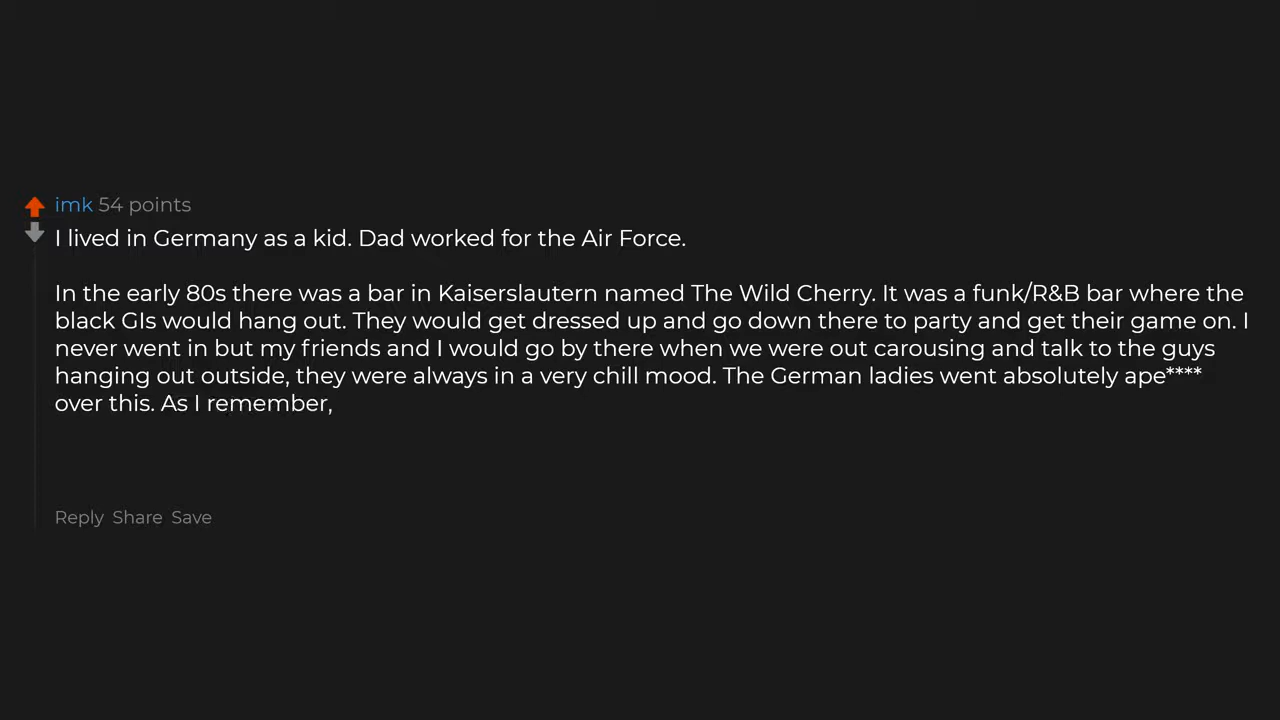 imk 54 points
I lived in Germany as a kid. Dad worked for the Air Force.
In the early 80s there was a bar in Kaiserslautern named The Wild Cherry. It was a funk/R&B bar where the
black GIs would hang out. They would get dressed up and go down there to party and get their game on. I
never went in but my friends and I would go by there when we were out carousing and talk to the guys
hanging out outside, they were always in a very chill mood. The German ladies went absolutely ape****
over this. As I remember,
Reply Share Save